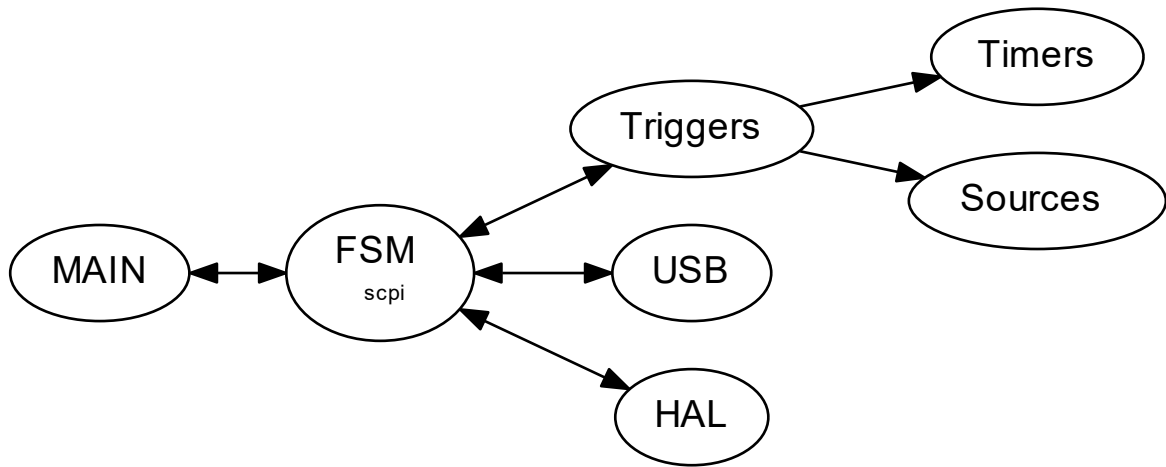 MAIN
FSM
scpi
Triggers
USB
HAL
Timers
Sources